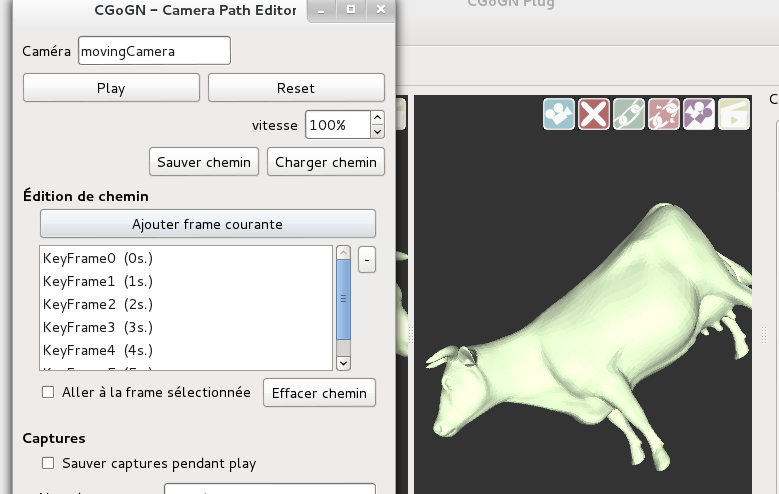 CGoGN - Camera Path Editor
CGoGN Plug
Caméra movingCamera
Play Reset
vitesse 100%
Sauver chemin Charger chemin
Édition de chemin
Ajouter frame courante
KeyFrame0 (0s.)
-
KeyFrame1 (1s.)
KeyFrame2 (2s.)
KeyFrame3 (3s.)
KeyFrame4 (4s.)
Aller à la frame sélectionnée Effacer chemin
Captures
Sauver captures pendant play